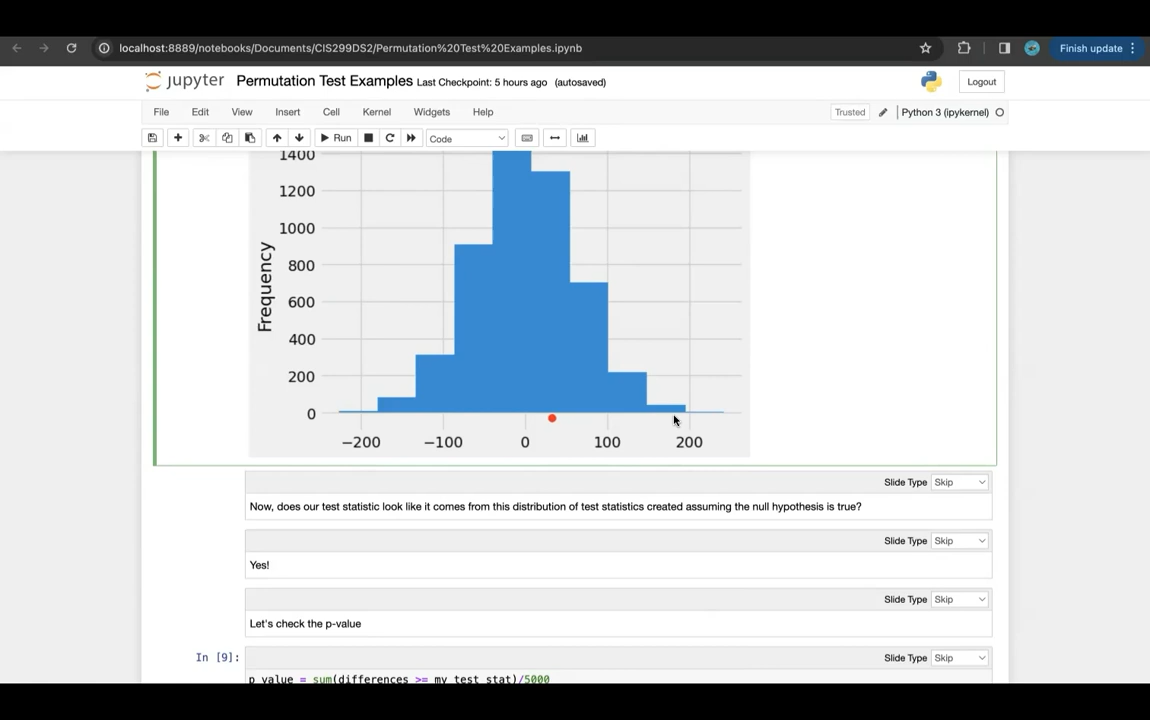 localhost:8889/notebooks/Documents/CIS299DS2/Permutation%20Test%20Examples.ipynb
Finish update
jupyter Permutation Test Examples Last Checkpoint: 5 hours ago (autosaved)
Logout
File Edit View Insert Cell Kernel Widgets Help
Trusted Python 3 (ipykernel)
Run Code
1400
1200
1000
800
600
400
200
0
Frequency
−200 −100 0 100 200
Slide Type Skip
Now, does our test statistic look like it comes from this distribution of test statistics created assuming the null hypothesis is true?
Slide Type Skip
Yes!
Slide Type Skip
Let's check the p-value
In [9]:
Slide Type Skip
p_value = sum(differences >= my_test_stat)/5000